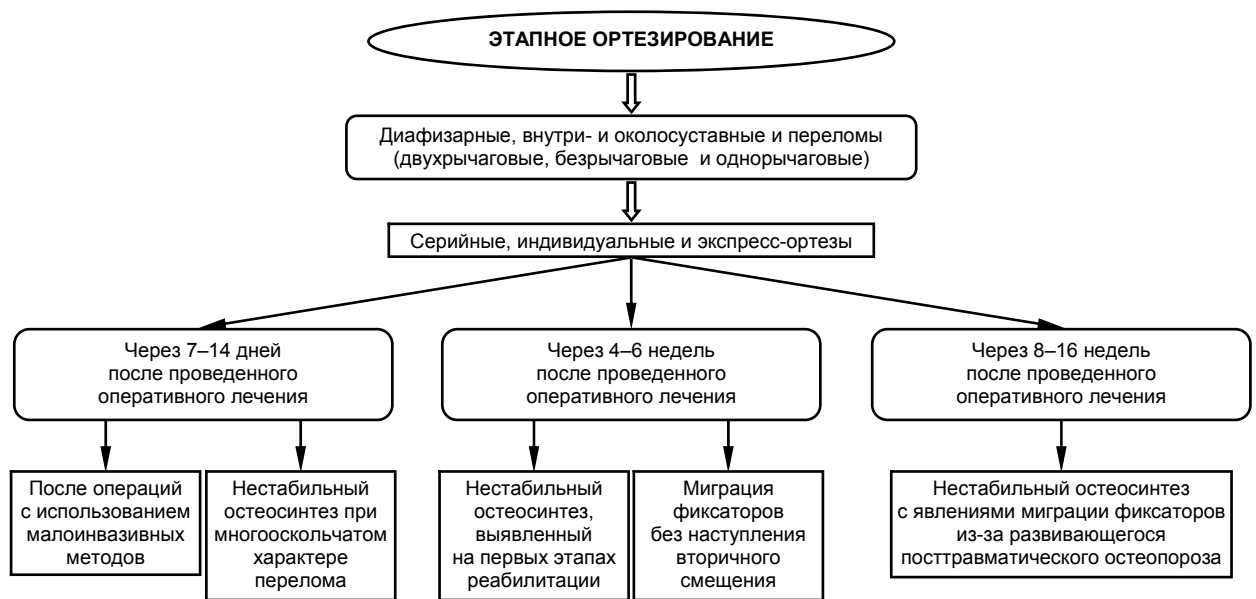 ЭТАПНОЕ ОРТЕЗИРОВАНИЕ
Диафизарные, внутри- и околосуставные и переломы
(двухрычаговые, безрычаговые и однорычаговые)
Серийные, индивидуальные и экспресс-ортезы
Через 7–14 дней
после проведенного
оперативного лечения
Через 4–6 недель
после проведенного
оперативного лечения
Через 8–16 недель
после проведенного
оперативного лечения
После операций
с использованием
малоинвазивных
методов
Нестабильный
остеосинтез при
многооскольчатом
характере
перелома
Нестабильный
остеосинтез,
выявленный
на первых этапах
реабилитации
Миграция
фиксаторов
без наступления
вторичного
смещения
Нестабильный остеосинтез
с явлениями миграции фиксаторов
из-за развивающегося
посттравматического остеопороза